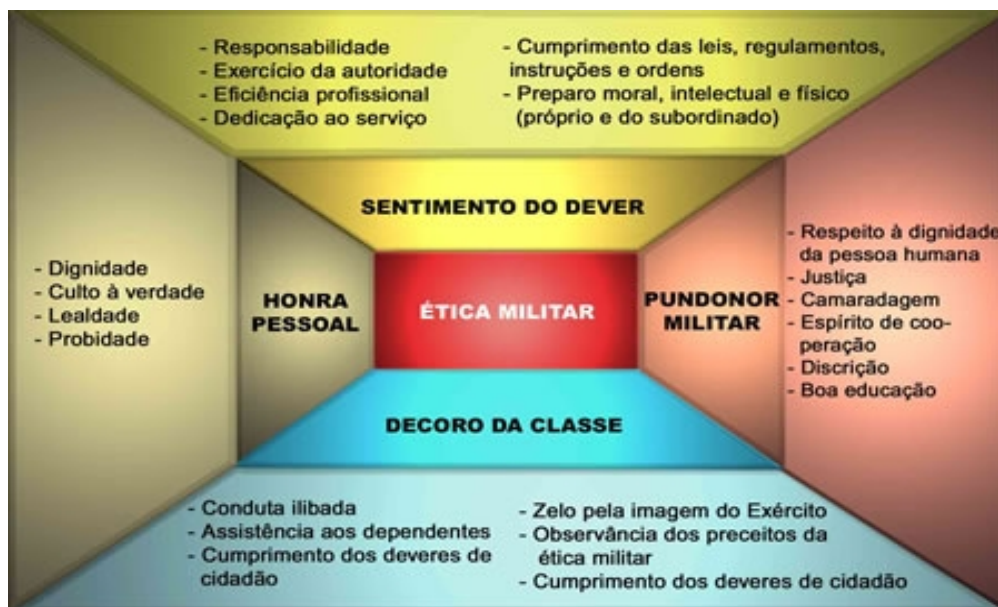 - Responsabilidade
- Exercício da autoridade
- Eficiência profissional
- Dedicação ao serviço
- Cumprimento das leis, regulamentos,
instruções e ordens
- Preparo moral, intelectual e físico
(próprio e do subordinado)
SENTIMENTO DO DEVER
- Dignidade
- Culto à verdade
- Lealdade
- Probidade
HONRA
PESSOAL
ÉTICA MILITAR
PUNDONOR
MILITAR
- Respeito à dignidade
da pessoa humana
- Justiça
- Camaradagem
- Espírito de coo-
peração
- Discrição
- Boa educação
DECORO DA CLASSE
- Conduta ilibada
- Assistência aos dependentes
- Cumprimento dos deveres de
cidadão
- Zelo pela imagem do Exército
- Observância dos preceitos da
ética militar
- Cumprimento dos deveres de cidadão